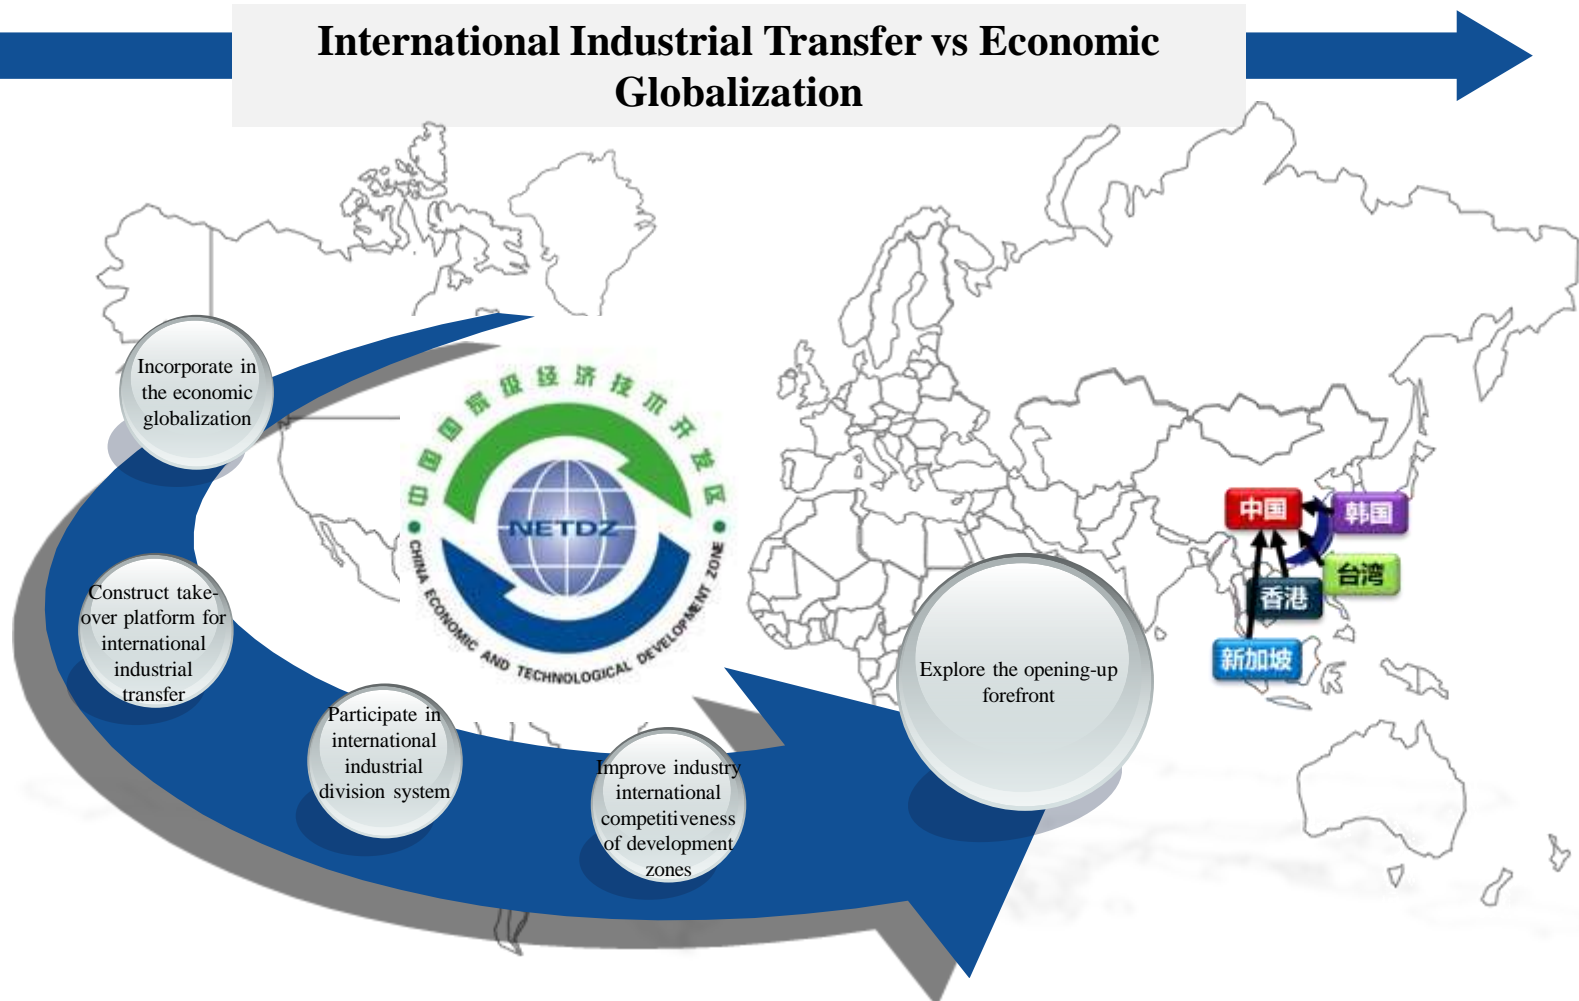 International Industrial Transfer vs Economic
Globalization
Incorporate in
the economic
globalization
Construct take-
over platform for
international
industrial
transfer
Participate in
international
industrial
division system
Improve industry
international
competitiveness
of development
zones
Explore the opening-up
forefront
中国国家级经济技术开发区
NETDZ
CHINA ECONOMIC AND TECHNOLOGICAL DEVELOPMENT ZONE
中国
韩国
台湾
香港
新加坡